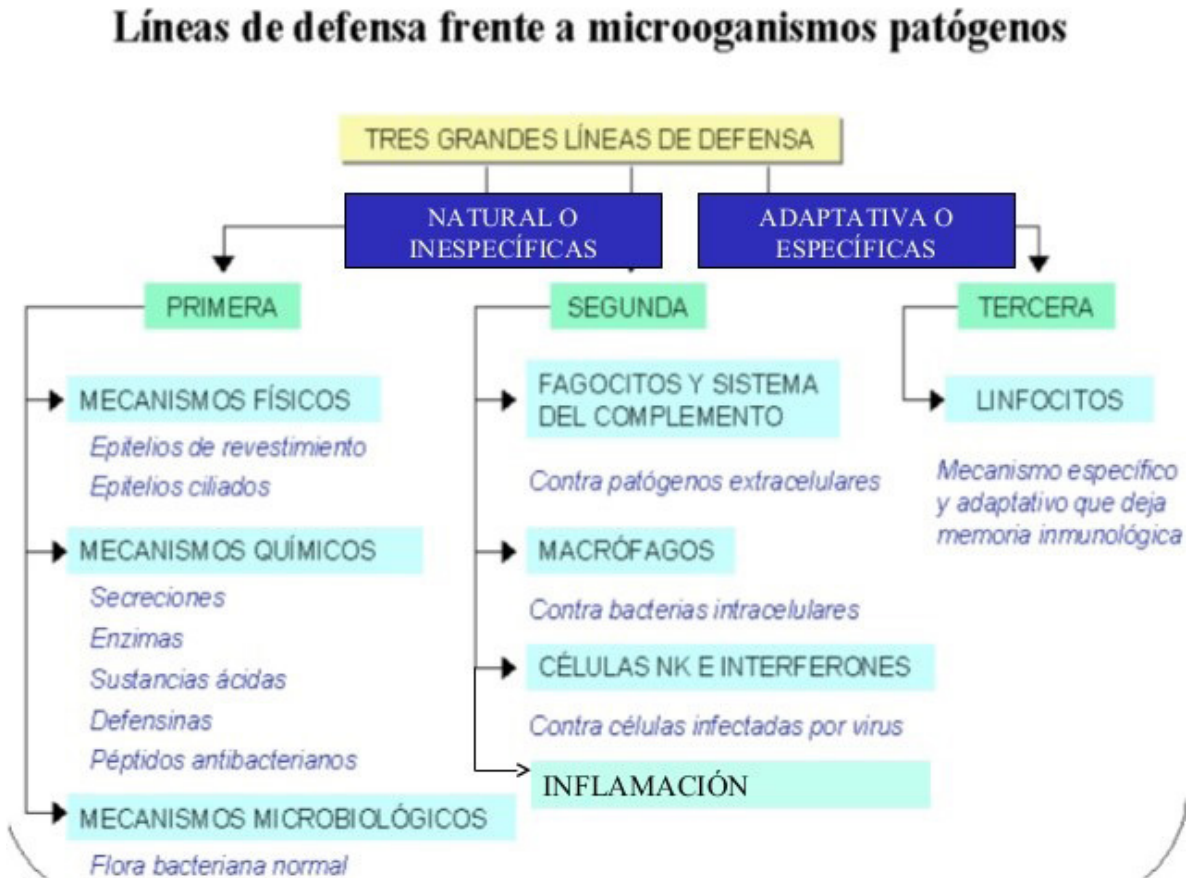 Líneas de defensa frente a microoganismos patógenos
TRES GRANDES LÍNEAS DE DEFENSA
NATURAL O
INESPECÍFICAS
ADAPTATIVA O
ESPECÍFICAS
PRIMERA
MECANISMOS FÍSICOS
Epitelios de revestimiento
Epitelios ciliados
MECANISMOS QUÍMICOS
Secreciones
Enzimas
Sustancias ácidas
Defensinas
Péptidos antibacterianos
MECANISMOS MICROBIOLÓGICOS
Flora bacteriana normal
SEGUNDA
FAGOCITOS Y SISTEMA
DEL COMPLEMENTO
Contra patógenos extracelulares
MACRÓFAGOS
Contra bacterias intracelulares
CÉLULAS NK E INTERFERONES
Contra células infectadas por virus
INFLAMACIÓN
TERCERA
LINFOCITOS
Mecanismo específico
y adaptativo que deja
memoria inmunológica